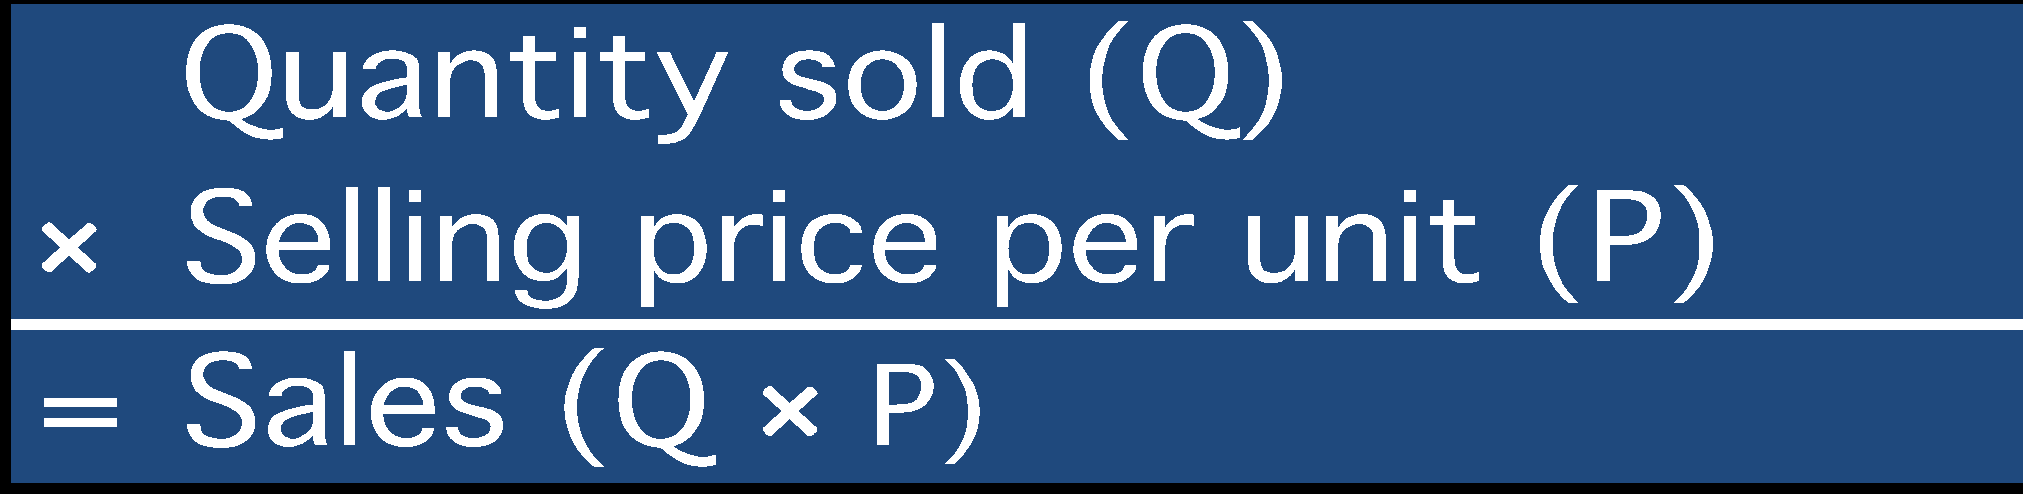 Quantity sold (Q)
× Selling price per unit (P)
= Sales (Q × P)